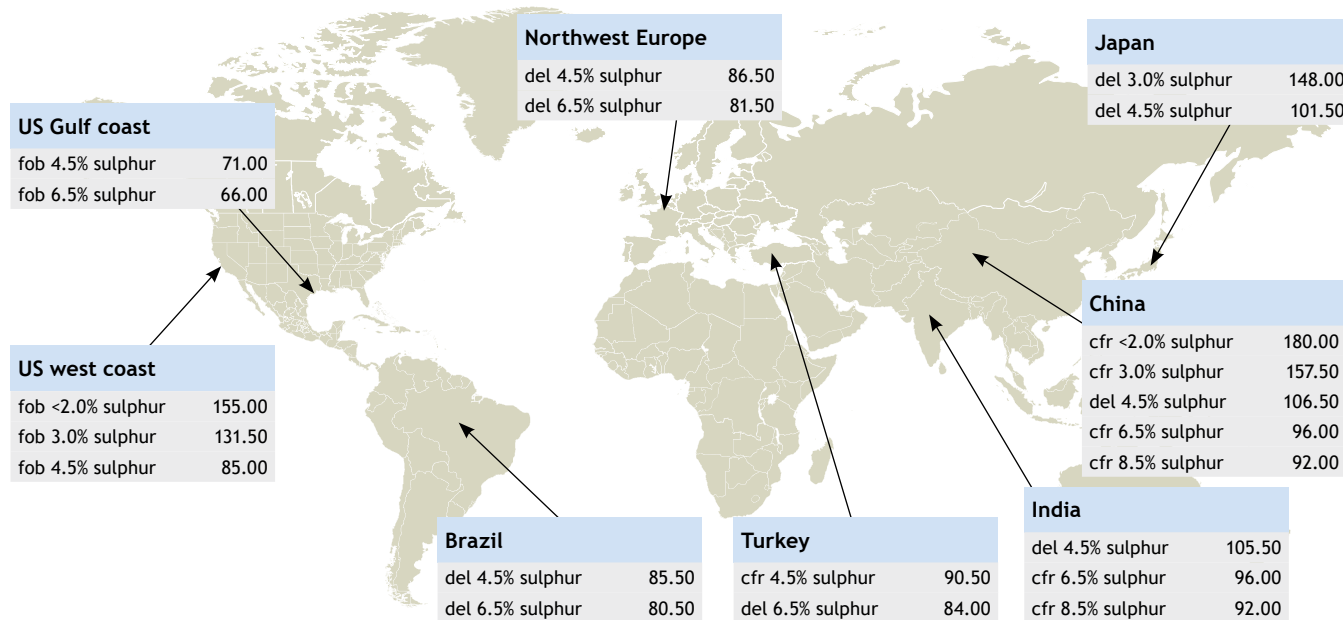 Northwest Europe
del 4.5% sulphur 86.50
del 6.5% sulphur 81.50
Japan
del 3.0% sulphur 148.00
del 4.5% sulphur 101.50
US Gulf coast
fob 4.5% sulphur 71.00
fob 6.5% sulphur 66.00
China
cfr <2.0% sulphur 180.00
cfr 3.0% sulphur 157.50
del 4.5% sulphur 106.50
cfr 6.5% sulphur 96.00
cfr 8.5% sulphur 92.00
US west coast
fob <2.0% sulphur 155.00
fob 3.0% sulphur 131.50
fob 4.5% sulphur 85.00
India
del 4.5% sulphur 105.50
cfr 6.5% sulphur 96.00
cfr 8.5% sulphur 92.00
Brazil
del 4.5% sulphur 85.50
del 6.5% sulphur 80.50
Turkey
cfr 4.5% sulphur 90.50
del 6.5% sulphur 84.00